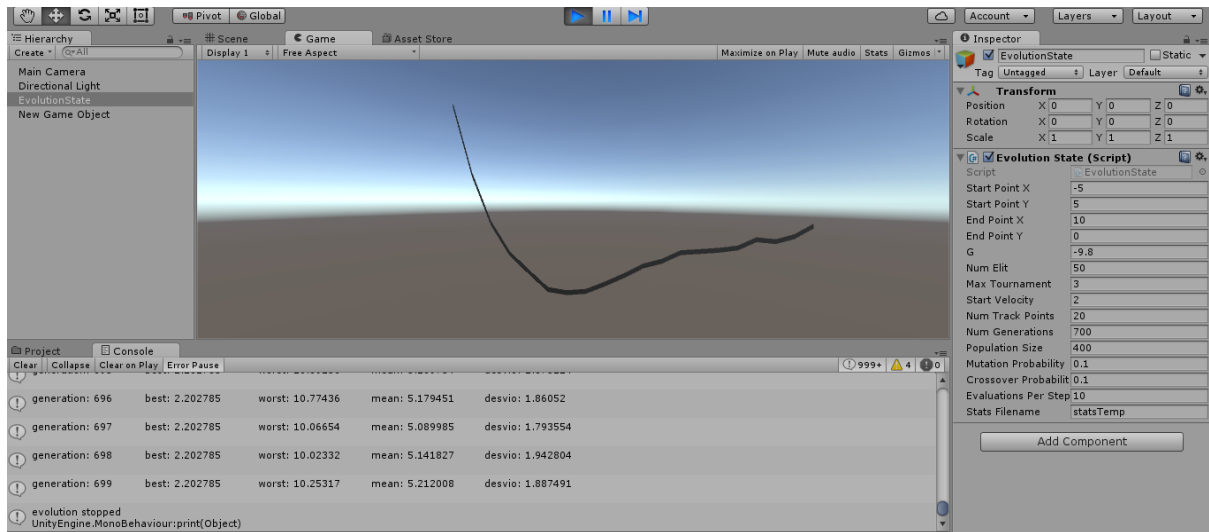 Pivot Global Account Layers Layout
Hierarchy Scene Game Asset Store Inspector
Create All Display 1 Free Aspect Maximize on Play Mute audio Stats Gizmos
Main Camera
Directional Light
EvolutionState
New Game Object
EvolutionState Static
Tag Untagged Layer Default
Transform
Position X 0 Y 0 Z 0
Rotation X 0 Y 0 Z 0
Scale X 1 Y 1 Z 1
Evolution State (Script)
Script EvolutionState
Start Point X -5
Start Point Y 5
End Point X 10
End Point Y 0
G -9.8
Num Elit 50
Max Tournament 3
Start Velocity 2
Num Track Points 20
Num Generations 700
Population Size 400
Mutation Probability 0.1
Crossover Probabilit 0.1
Evaluations Per Step 10
Stats Filename statsTemp
Add Component
Project Console
Clear Collapse Clear on Play Error Pause 999+ 4 0
generation: 696 best: 2.202785 worst: 10.77436 mean: 5.179451 desvio: 1.86052
generation: 697 best: 2.202785 worst: 10.06654 mean: 5.089985 desvio: 1.793554
generation: 698 best: 2.202785 worst: 10.02332 mean: 5.141827 desvio: 1.942804
generation: 699 best: 2.202785 worst: 10.25317 mean: 5.212008 desvio: 1.887491
evolution stopped
UnityEngine.MonoBehaviour:print(Object)